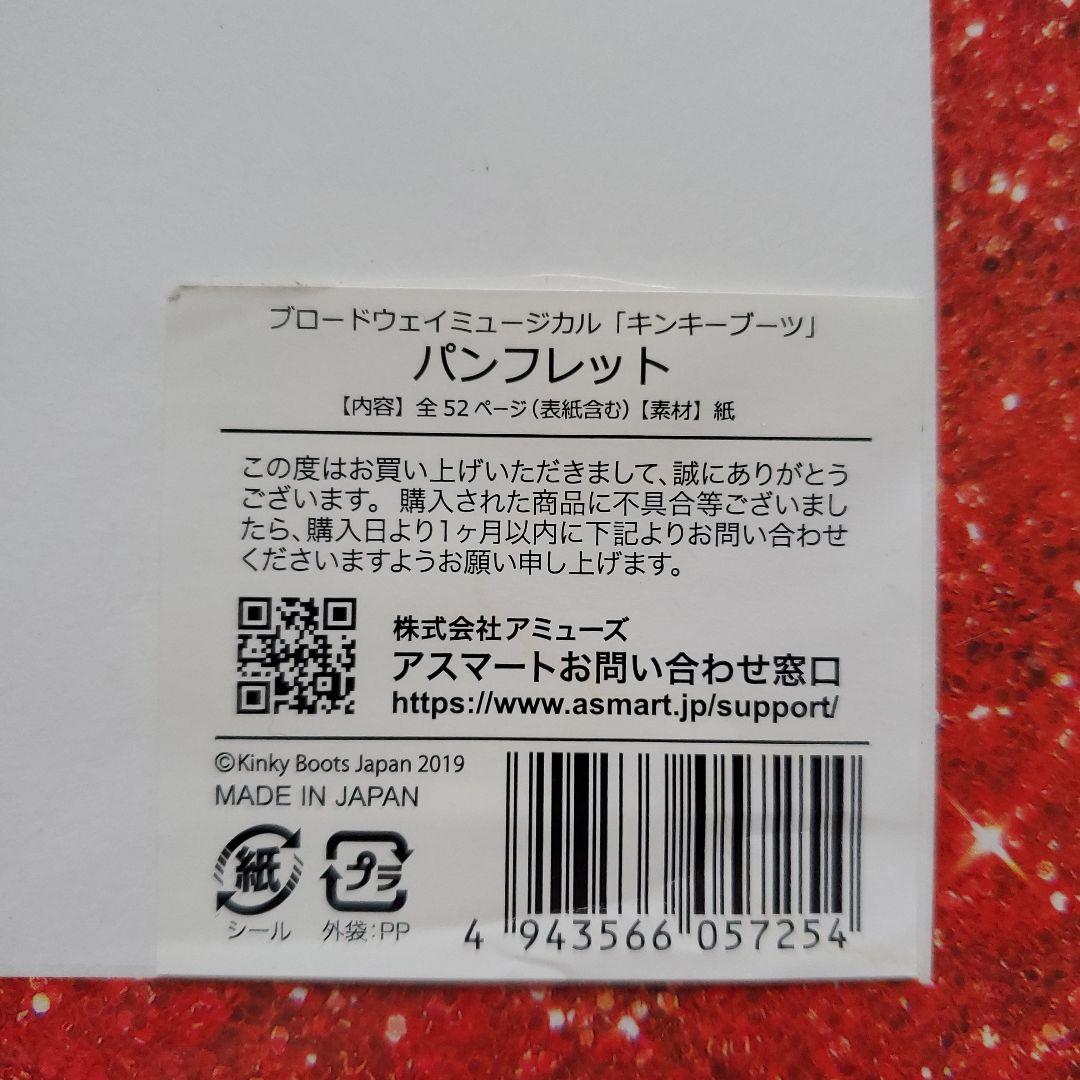 ブロードウェイミュージカル「キンキーブーツ」
パンフレット
【内容】全52ページ(表紙含む)【素材】紙
この度はお買い上げいただきまして、誠にありがとう
ございます。購入された商品に不具合等ございまし
たら、購入日より1ヶ月以内に下記よりお問い合わせ
くださいますようお願い申し上げます。
株式会社アミューズ
アスマートお問い合わせ窓口
https://www.asmart.jp/support/
©Kinky Boots Japan 2019
MADE IN JAPAN
紙 プラ
シール 外袋:PP
4 943566 057254